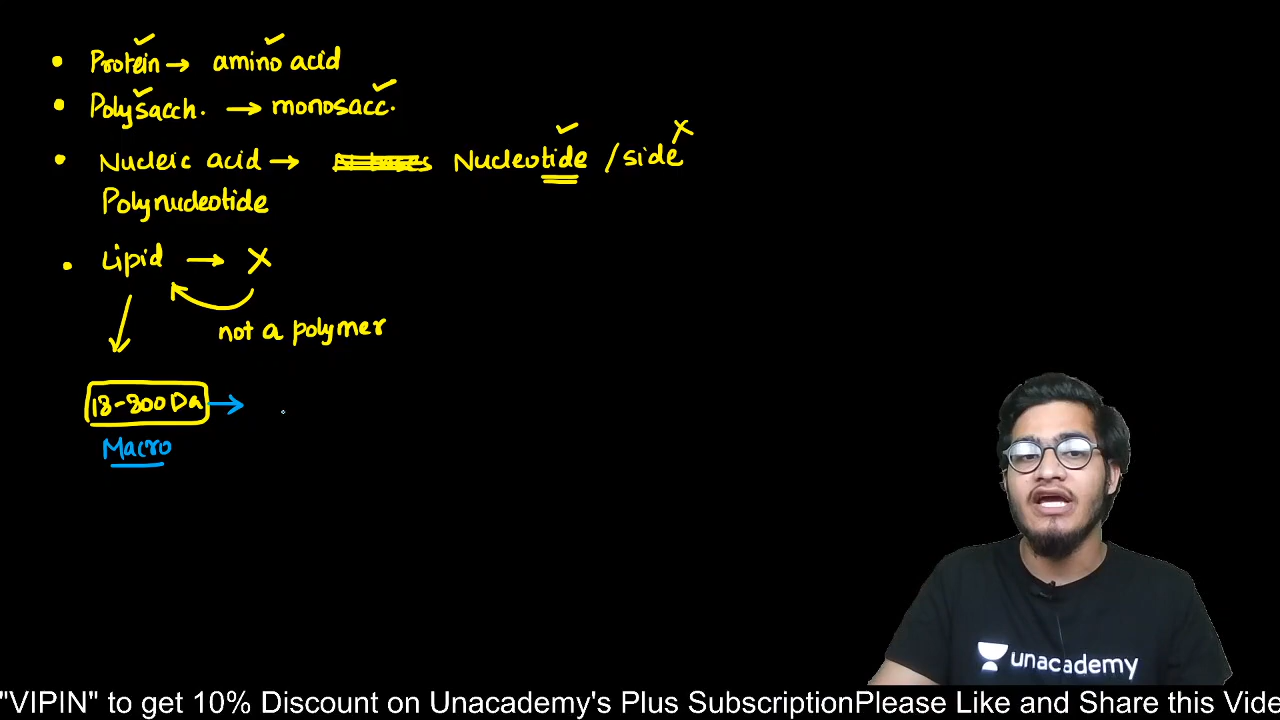 • Protein → amino acid
• Polysacch. → monosacc.
• Nucleic acid → Nucleotide / side
Polynucleotide
• Lipid → X
not a polymer
18-800 Da →
Macro
unacademy
"VIPIN" to get 10% Discount on Unacademy's Plus SubscriptionPlease Like and Share this Vide